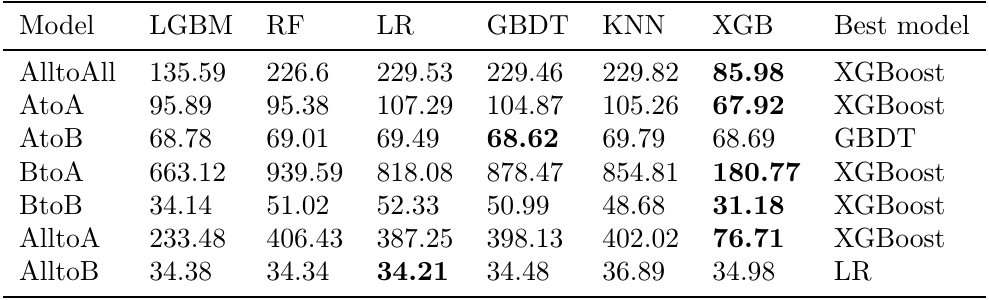 Model LGBM RF LR GBDT KNN XGB Best model
AlltoAll 135.59 226.6 229.53 229.46 229.82 85.98 XGBoost
AtoA 95.89 95.38 107.29 104.87 105.26 67.92 XGBoost
AtoB 68.78 69.01 69.49 68.62 69.79 68.69 GBDT
BtoA 663.12 939.59 818.08 878.47 854.81 180.77 XGBoost
BtoB 34.14 51.02 52.33 50.99 48.68 31.18 XGBoost
AlltoA 233.48 406.43 387.25 398.13 402.02 76.71 XGBoost
AlltoB 34.38 34.34 34.21 34.48 36.89 34.98 LR